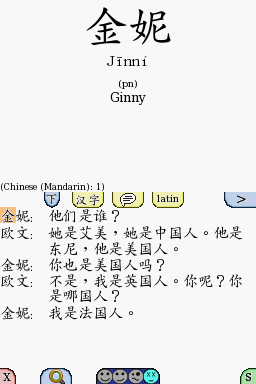 金妮
Jīnní
(pn)
Ginny
(Chinese (Mandarin): 1)
下 汉字 latin >
金妮: 他们是谁？
欧文: 她是艾美，她是中国人。他是
东尼，他是美国人。
金妮: 你也是美国人吗？
欧文: 不是，我是英国人。你呢？你
是哪国人？
金妮: 我是法国人。
X S